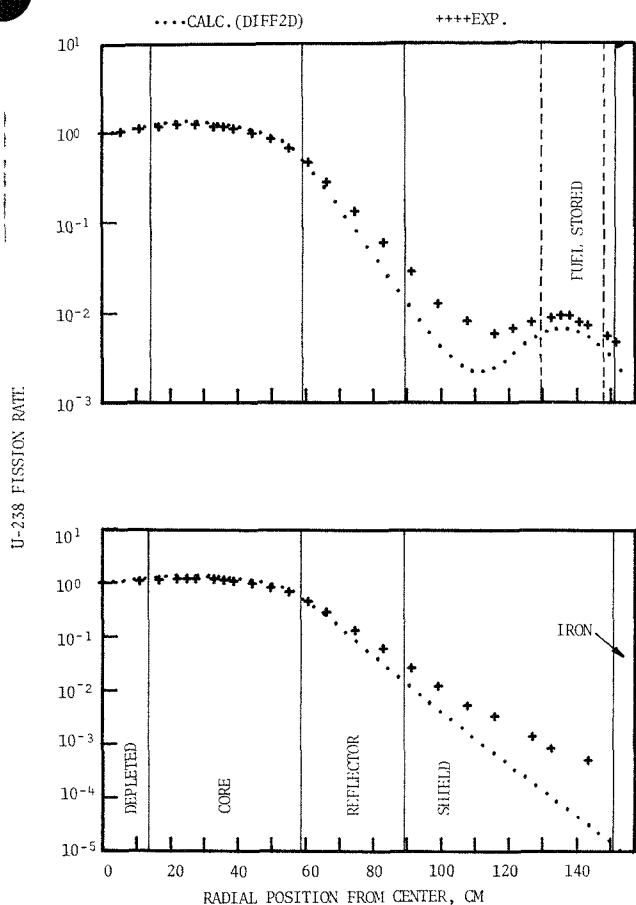 ....CALC.(DIFF2D) ++++EXP.
10¹
10⁰
10⁻¹
10⁻²
10⁻³
FUEL STORED
U-238 FISSION RATE
10¹
10⁰
10⁻¹
10⁻²
10⁻³
10⁻⁴
10⁻⁵
DEPLETED
CORE
REFLECTOR
SHIELD
IRON
0 20 40 60 80 100 120 140
RADIAL POSITION FROM CENTER, CM